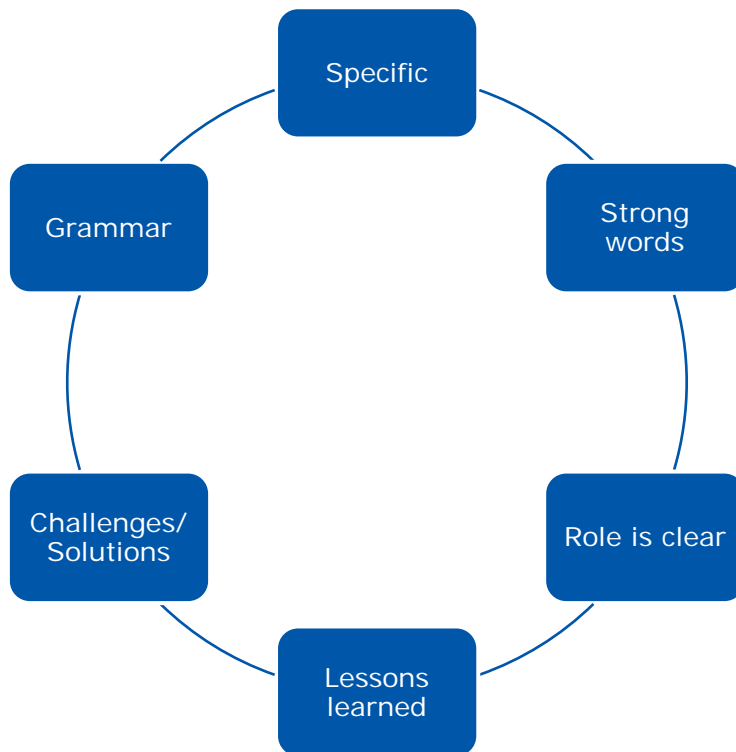 Specific
Strong
words
Role is clear
Lessons
learned
Challenges/
Solutions
Grammar